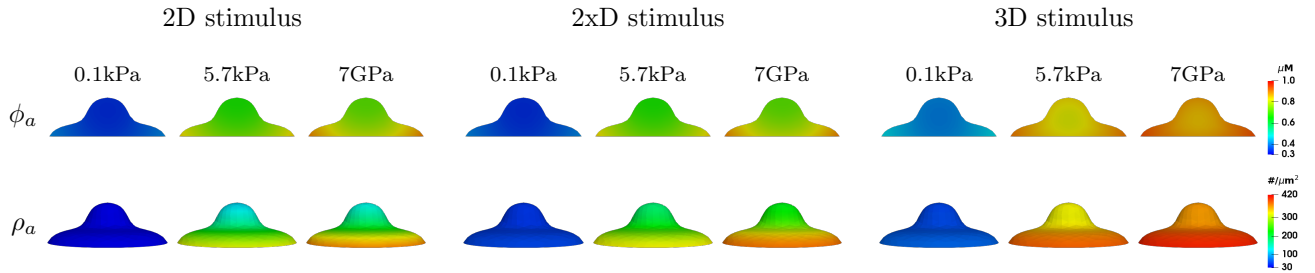 2D stimulus 2xD stimulus 3D stimulus
0.1kPa 5.7kPa 7GPa 0.1kPa 5.7kPa 7GPa 0.1kPa 5.7kPa 7GPa
μM
1.0
0.8
0.6
0.4
0.3
ϕₐ
#/μm²
420
300
200
100
30
ρₐ